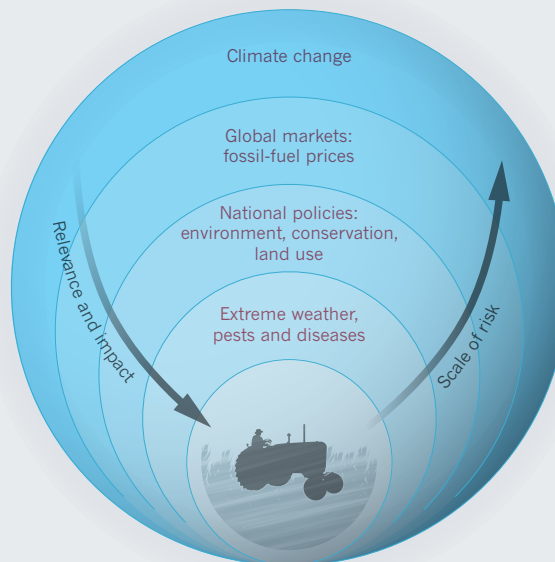 Climate change
Global markets:
fossil-fuel prices
National policies:
environment, conservation,
land use
Extreme weather,
pests and diseases
Relevance and impact
Scale of risk